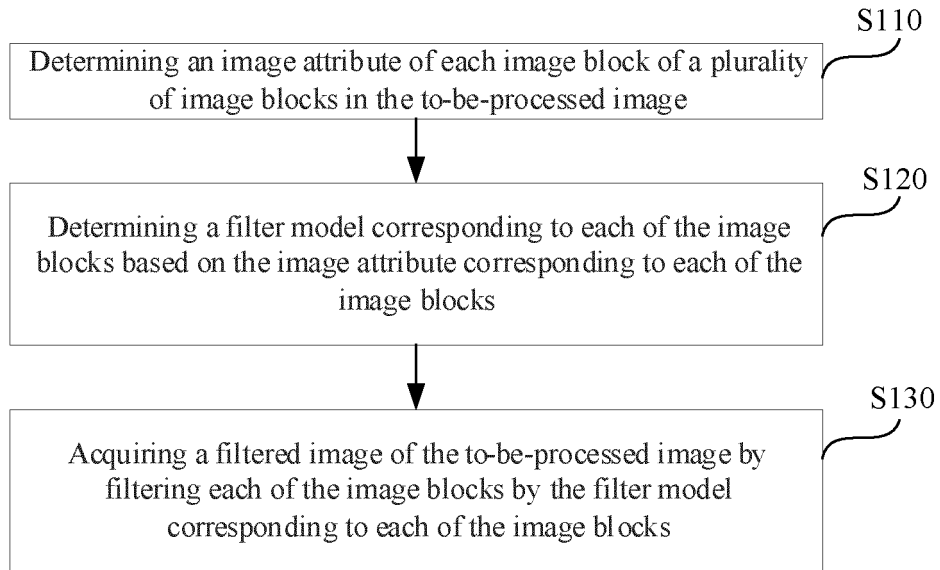 S110
Determining an image attribute of each image block of a plurality
of image blocks in the to-be-processed image
S120
Determining a filter model corresponding to each of the image
blocks based on the image attribute corresponding to each of the
image blocks
S130
Acquiring a filtered image of the to-be-processed image by
filtering each of the image blocks by the filter model
corresponding to each of the image blocks